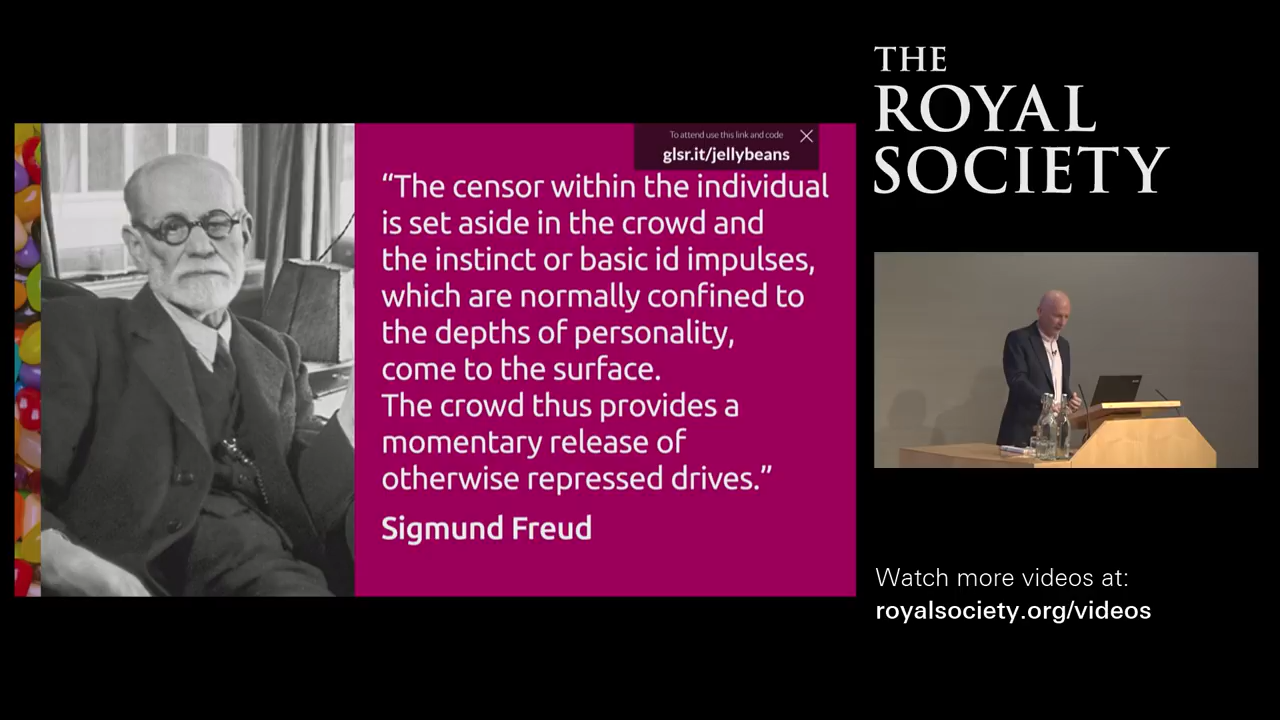 To attend use this link and code
glsr.it/jellybeans
“The censor within the individual
is set aside in the crowd and
the instinct or basic id impulses,
which are normally confined to
the depths of personality,
come to the surface.
The crowd thus provides a
momentary release of
otherwise repressed drives.”
Sigmund Freud
THE
ROYAL
SOCIETY
Watch more videos at:
royalsociety.org/videos